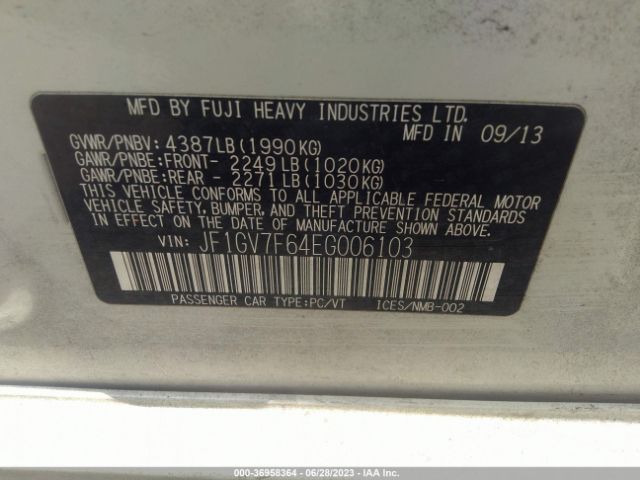 MFD BY FUJI HEAVY INDUSTRIES LTD.
MFD IN 09/13
GVWR/PNBV: 4387LB(1990KG)
GAWR/PNBE:FRONT- 2249LB(1020KG)
GAWR/PNBE:REAR - 2271LB(1030KG)
THIS VEHICLE CONFORMS TO ALL APPLICABLE FEDERAL MOTOR
VEHICLE SAFETY, BUMPER, AND THEFT PREVENTION STANDARDS
IN EFFECT ON THE DATE OF MANUFACTURE SHOWN ABOVE.
VIN: JF1GV7F64EG006103
PASSENGER CAR TYPE:PC/VT ICES/NMB-002
000-36958364 | 06/28/2023 - IAA Inc.